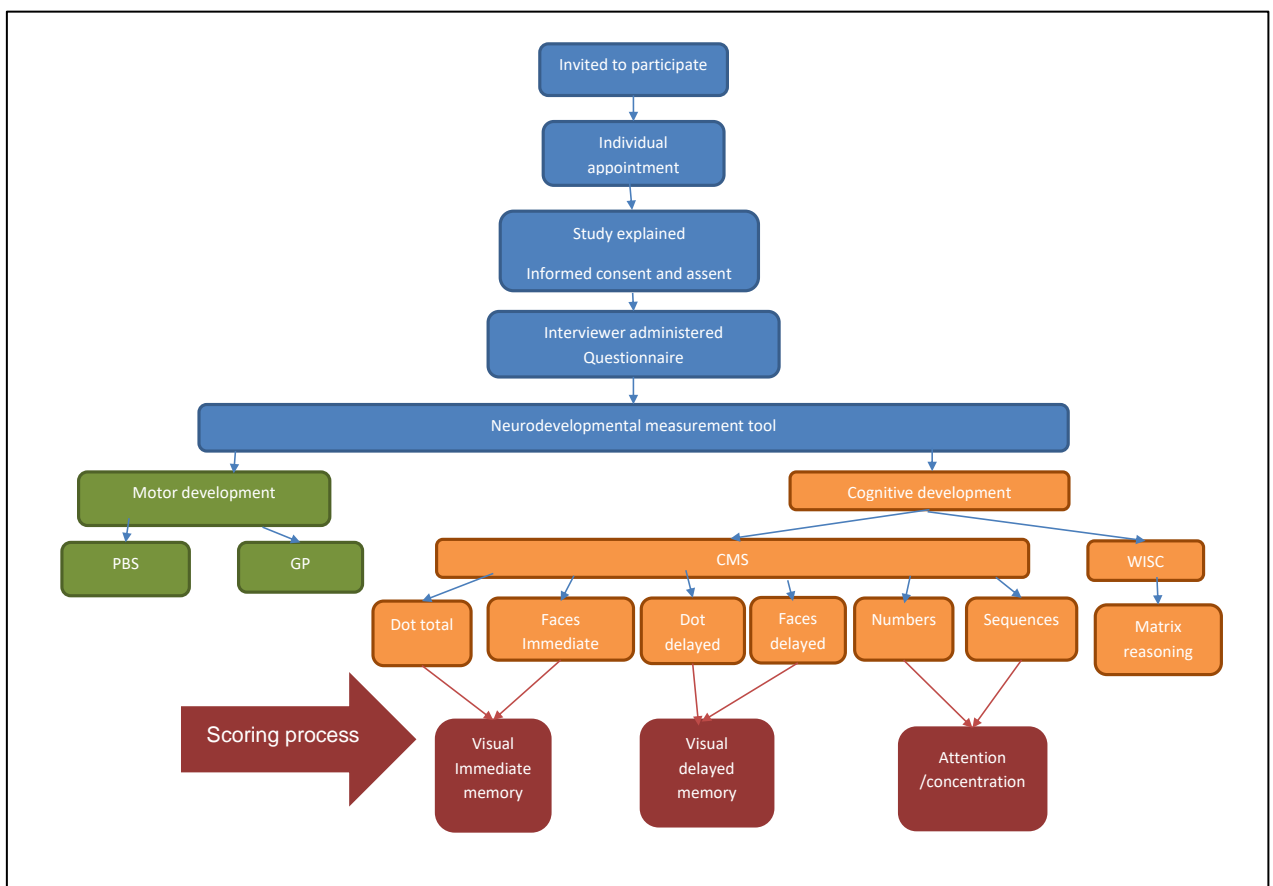 Invited to participate
Individual
appointment
Study explained
Informed consent and assent
Interviewer administered
Questionnaire
Neurodevelopmental measurement tool
Motor development
Cognitive development
PBS
GP
CMS
WISC
Dot total
Faces
Immediate
Dot
delayed
Faces
delayed
Numbers
Sequences
Matrix
reasoning
Scoring process
Visual
Immediate
memory
Visual
delayed
memory
Attention
/concentration